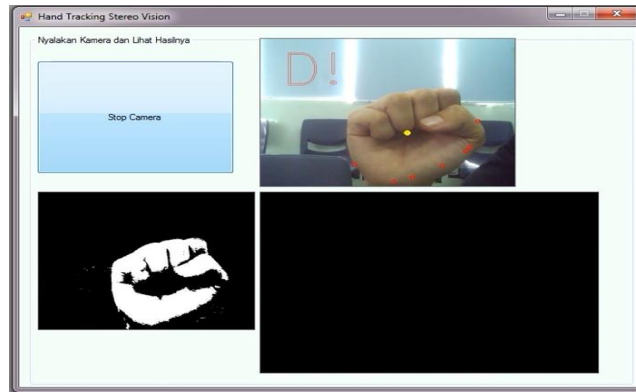 Hand Tracking Stereo Vision
Nyalakan Kamera dan Lihat Hasilnya
Stop Camera
D!